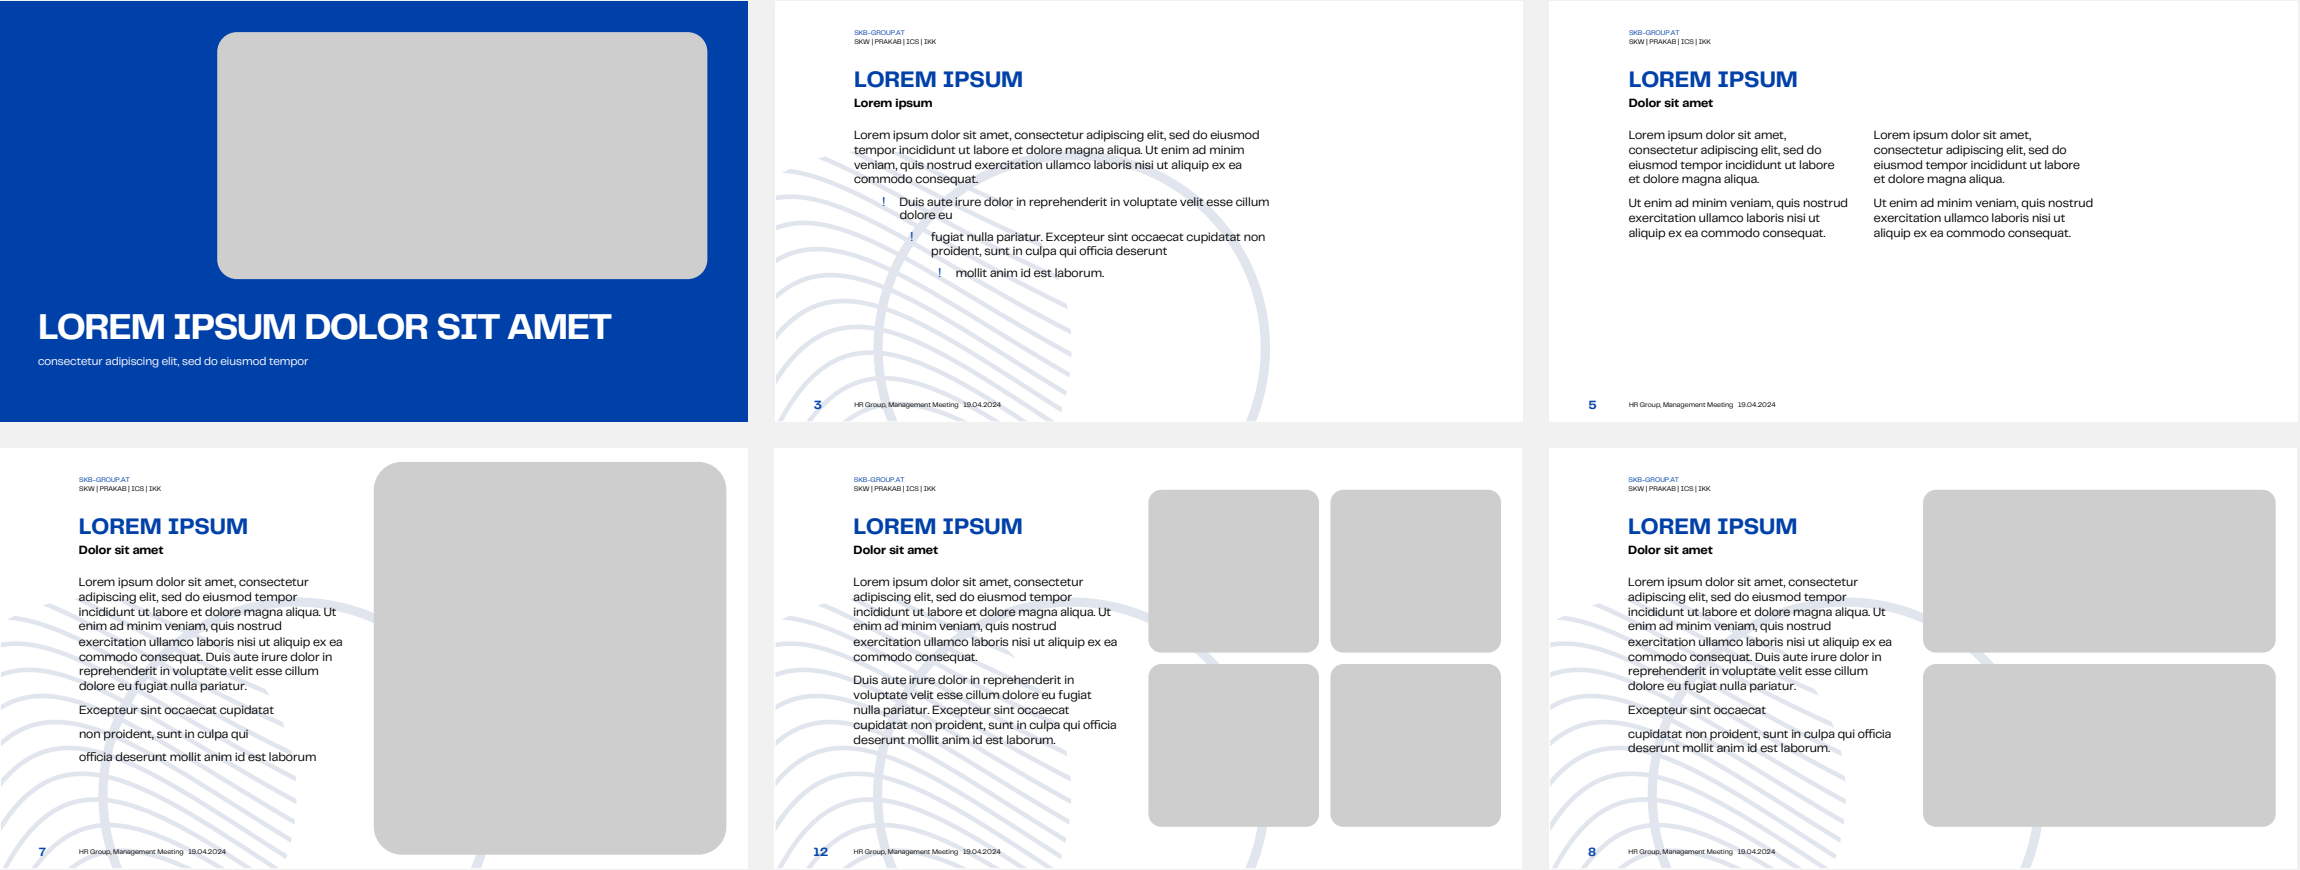 LOREM IPSUM DOLOR SIT AMET
consectetur adipiscing elit, sed do eiusmod tempor
SKB-GROUP.AT
SKW | PRAKAB | ICS | IKK
LOREM IPSUM
Lorem ipsum
Lorem ipsum dolor sit amet, consectetur adipiscing elit, sed do eiusmod
tempor incididunt ut labore et dolore magna aliqua. Ut enim ad minim
veniam, quis nostrud exercitation ullamco laboris nisi ut aliquip ex ea
commodo consequat.
! Duis aute irure dolor in reprehenderit in voluptate velit esse cillum
dolore eu
! fugiat nulla pariatur. Excepteur sint occaecat cupidatat non
proident, sunt in culpa qui officia deserunt
! mollit anim id est laborum.
3 HR Group, Management Meeting 19.04.2024
SKB-GROUP.AT
SKW | PRAKAB | ICS | IKK
LOREM IPSUM
Dolor sit amet
Lorem ipsum dolor sit amet,
consectetur adipiscing elit, sed do
eiusmod tempor incididunt ut labore
et dolore magna aliqua.
Ut enim ad minim veniam, quis nostrud
exercitation ullamco laboris nisi ut
aliquip ex ea commodo consequat.
Lorem ipsum dolor sit amet,
consectetur adipiscing elit, sed do
eiusmod tempor incididunt ut labore
et dolore magna aliqua.
Ut enim ad minim veniam, quis nostrud
exercitation ullamco laboris nisi ut
aliquip ex ea commodo consequat.
5 HR Group, Management Meeting 19.04.2024
SKB-GROUP.AT
SKW | PRAKAB | ICS | IKK
LOREM IPSUM
Dolor sit amet
Lorem ipsum dolor sit amet, consectetur
adipiscing elit, sed do eiusmod tempor
incididunt ut labore et dolore magna aliqua. Ut
enim ad minim veniam, quis nostrud
exercitation ullamco laboris nisi ut aliquip ex ea
commodo consequat. Duis aute irure dolor in
reprehenderit in voluptate velit esse cillum
dolore eu fugiat nulla pariatur.
Excepteur sint occaecat cupidatat
non proident, sunt in culpa qui
officia deserunt mollit anim id est laborum
7 HR Group, Management Meeting 19.04.2024
SKB-GROUP.AT
SKW | PRAKAB | ICS | IKK
LOREM IPSUM
Dolor sit amet
Lorem ipsum dolor sit amet, consectetur
adipiscing elit, sed do eiusmod tempor
incididunt ut labore et dolore magna aliqua. Ut
enim ad minim veniam, quis nostrud
exercitation ullamco laboris nisi ut aliquip ex ea
commodo consequat.
Duis aute irure dolor in reprehenderit in
voluptate velit esse cillum dolore eu fugiat
nulla pariatur. Excepteur sint occaecat
cupidatat non proident, sunt in culpa qui officia
deserunt mollit anim id est laborum.
12 HR Group, Management Meeting 19.04.2024
SKB-GROUP.AT
SKW | PRAKAB | ICS | IKK
LOREM IPSUM
Dolor sit amet
Lorem ipsum dolor sit amet, consectetur
adipiscing elit, sed do eiusmod tempor
incididunt ut labore et dolore magna aliqua. Ut
enim ad minim veniam, quis nostrud
exercitation ullamco laboris nisi ut aliquip ex ea
commodo consequat. Duis aute irure dolor in
reprehenderit in voluptate velit esse cillum
dolore eu fugiat nulla pariatur.
Excepteur sint occaecat
cupidatat non proident, sunt in culpa qui officia
deserunt mollit anim id est laborum.
8 HR Group, Management Meeting 19.04.2024